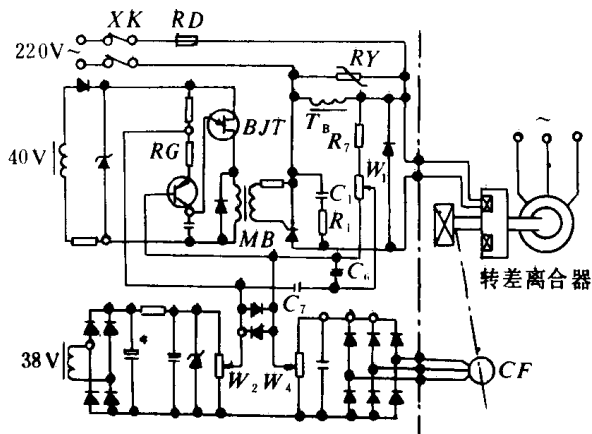 XK RD
220V~
RY
BJT
T_B
R_7
W_1
RG
40V
C_1
R_1
MB
C_6
C_7
~
转差离合器
38V
W_2 W_4
CF